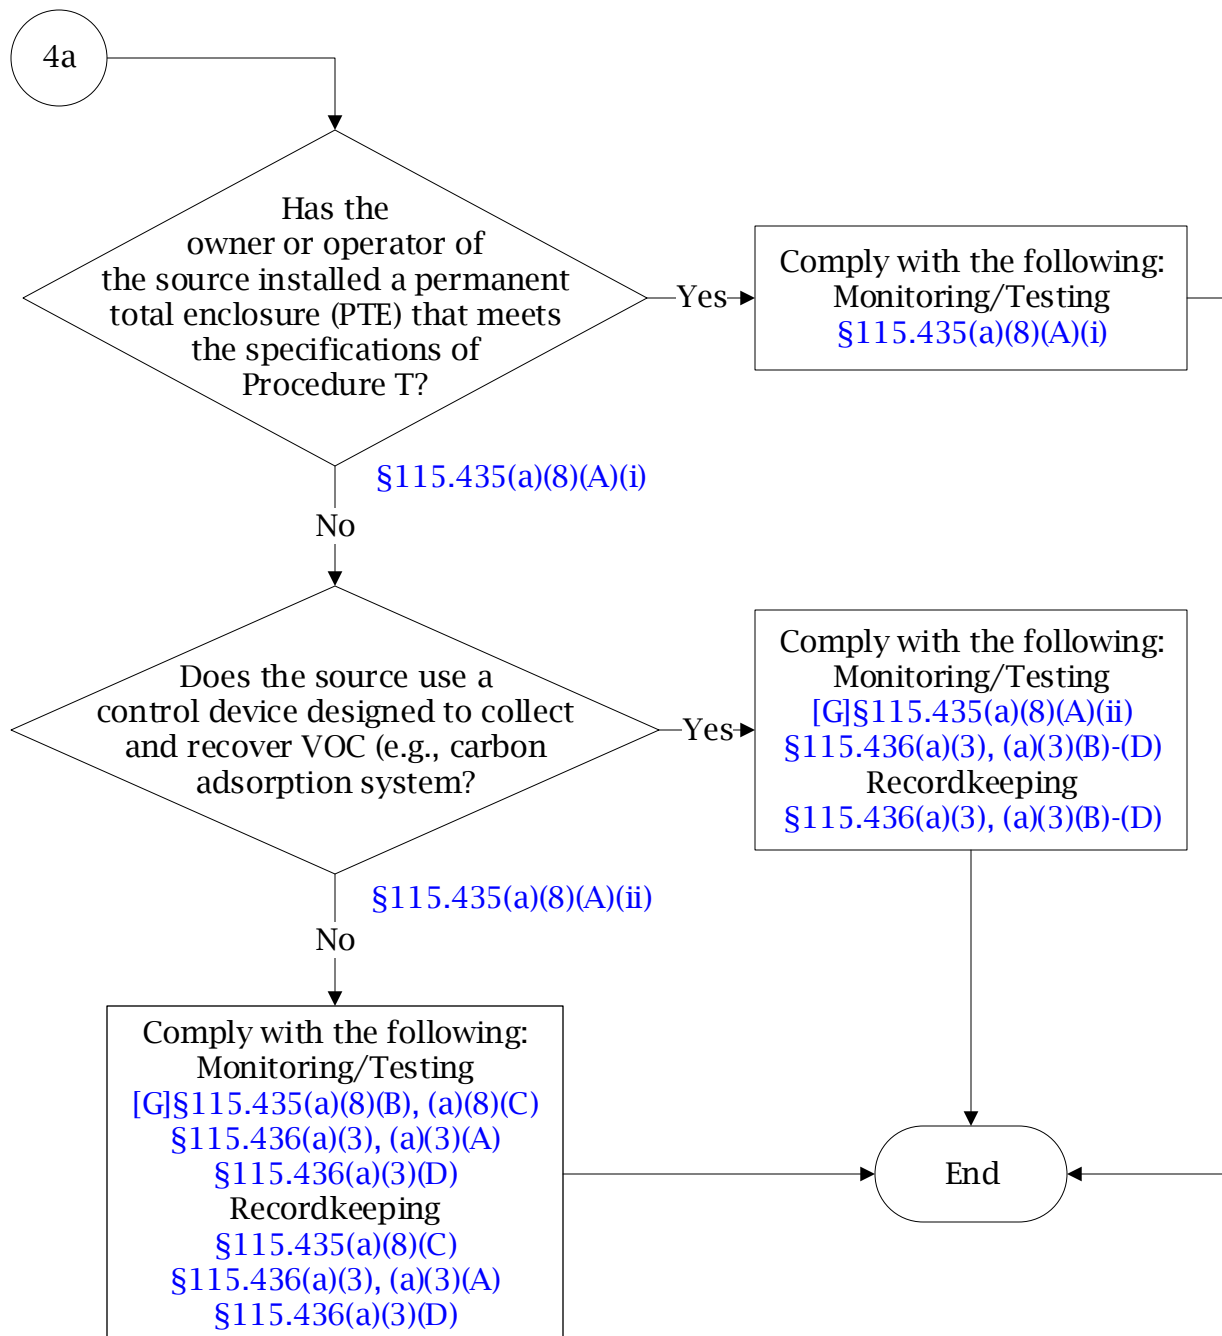 4a
Has the
owner or operator of
the source installed a permanent
total enclosure (PTE) that meets
the specifications of
Procedure T?
Yes
Comply with the following:
Monitoring/Testing
§115.435(a)(8)(A)(i)
§115.435(a)(8)(A)(i)
No
Does the source use a
control device designed to collect
and recover VOC (e.g., carbon
adsorption system?
Yes
Comply with the following:
Monitoring/Testing
[G]§115.435(a)(8)(A)(ii)
§115.436(a)(3), (a)(3)(B)-(D)
Recordkeeping
§115.436(a)(3), (a)(3)(B)-(D)
§115.435(a)(8)(A)(ii)
No
Comply with the following:
Monitoring/Testing
[G]§115.435(a)(8)(B), (a)(8)(C)
§115.436(a)(3), (a)(3)(A)
§115.436(a)(3)(D)
Recordkeeping
§115.435(a)(8)(C)
§115.436(a)(3), (a)(3)(A)
§115.436(a)(3)(D)
End